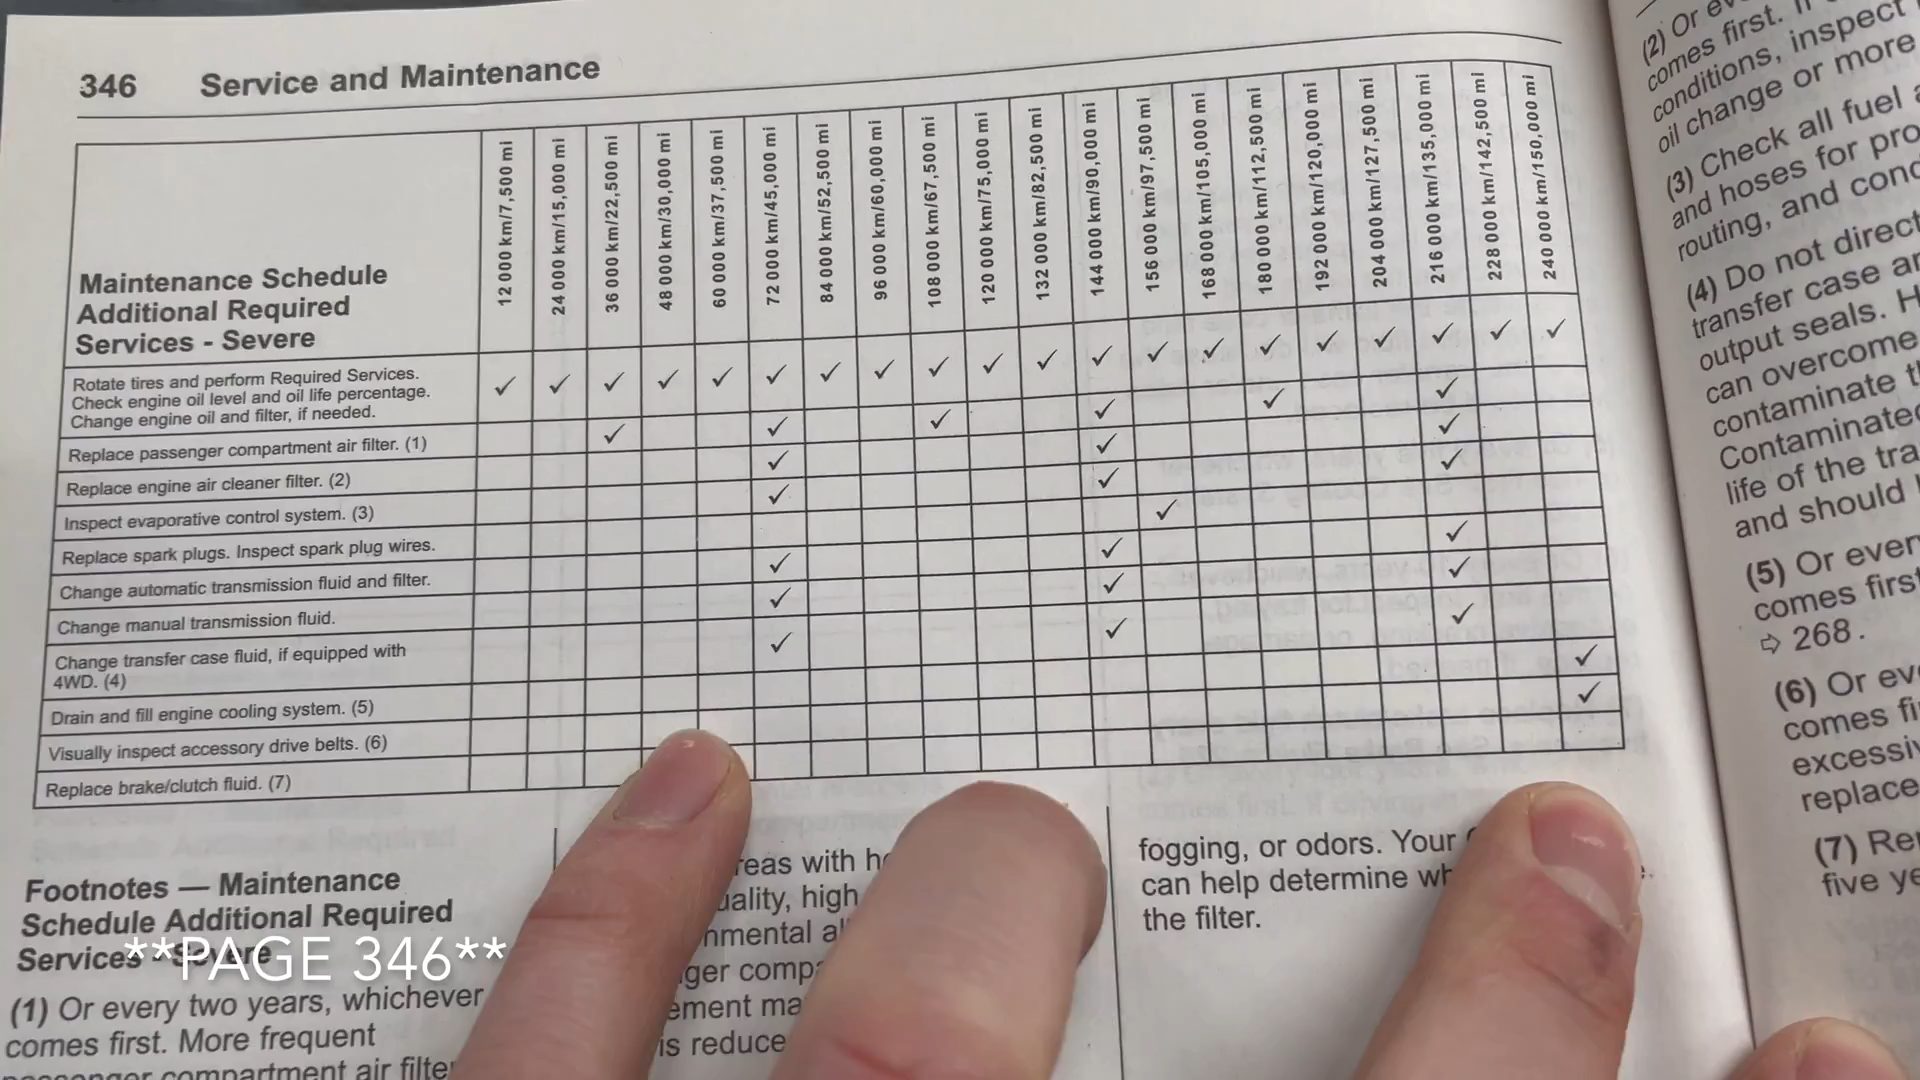 346 Service and Maintenance
Maintenance Schedule
Additional Required
Services - Severe
12 000 km/7,500 mi
24 000 km/15,000 mi
36 000 km/22,500 mi
48 000 km/30,000 mi
60 000 km/37,500 mi
72 000 km/45,000 mi
84 000 km/52,500 mi
96 000 km/60,000 mi
108 000 km/67,500 mi
120 000 km/75,000 mi
132 000 km/82,500 mi
144 000 km/90,000 mi
156 000 km/97,500 mi
168 000 km/105,000 mi
180 000 km/112,500 mi
192 000 km/120,000 mi
204 000 km/127,500 mi
216 000 km/135,000 mi
228 000 km/142,500 mi
240 000 km/150,000 mi
Rotate tires and perform Required Services.
Check engine oil level and oil life percentage.
Change engine oil and filter, if needed.
✓ ✓ ✓ ✓ ✓ ✓ ✓ ✓ ✓ ✓ ✓ ✓ ✓ ✓ ✓ ✓ ✓ ✓ ✓ ✓
Replace passenger compartment air filter. (1) ✓ ✓ ✓ ✓ ✓ ✓
Replace engine air cleaner filter. (2) ✓ ✓ ✓
Inspect evaporative control system. (3) ✓ ✓ ✓
Replace spark plugs. Inspect spark plug wires. ✓
Change automatic transmission fluid and filter. ✓ ✓ ✓
Change manual transmission fluid. ✓ ✓ ✓
Change transfer case fluid, if equipped with
4WD. (4) ✓ ✓ ✓
Drain and fill engine cooling system. (5) ✓
Visually inspect accessory drive belts. (6) ✓
Replace brake/clutch fluid. (7)
Footnotes — Maintenance
Schedule Additional Required
Services - Severe
**PAGE 346**
(1) Or every two years, whichever
comes first. More frequent
passenger compartment air filter
areas with
high
fogging, or odors. Your
can help determine
the filter.
is reduce
(2) Or
comes first. If
conditions, inspect
oil change or more
(3) Check all fuel
and hoses for
routing, and
(4) Do not direct
transfer case
output seals.
can overcome
contaminate
Contaminated
life of the
and should
(5) Or every
comes first
⇨ 268.
(6) Or
comes
replace
(7)
five